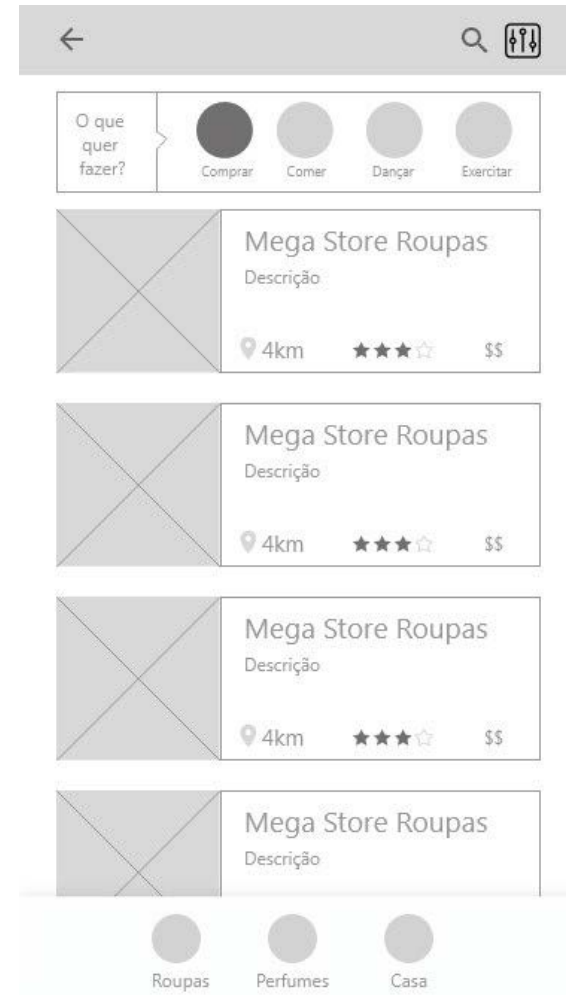 O que
quer
fazer?
Comprar Comer Dançar Exercitar
Mega Store Roupas
Descrição
4km $$
Mega Store Roupas
Descrição
4km $$
Mega Store Roupas
Descrição
4km $$
Mega Store Roupas
Descrição
Roupas Perfumes Casa